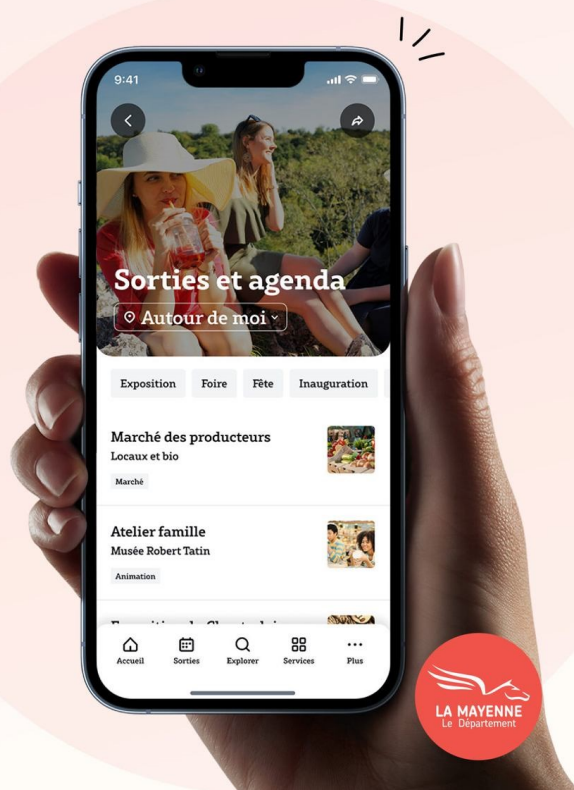 9:41
Sorties et agenda
Autour de moi
Exposition
Foire
Fête
Inauguration
Marché des producteurs
Locaux et bio
Marché
Atelier famille
Musée Robert Tatin
Animation
Accueil
Sorties
Explorer
Services
Plus
LA MAYENNE
Le Département